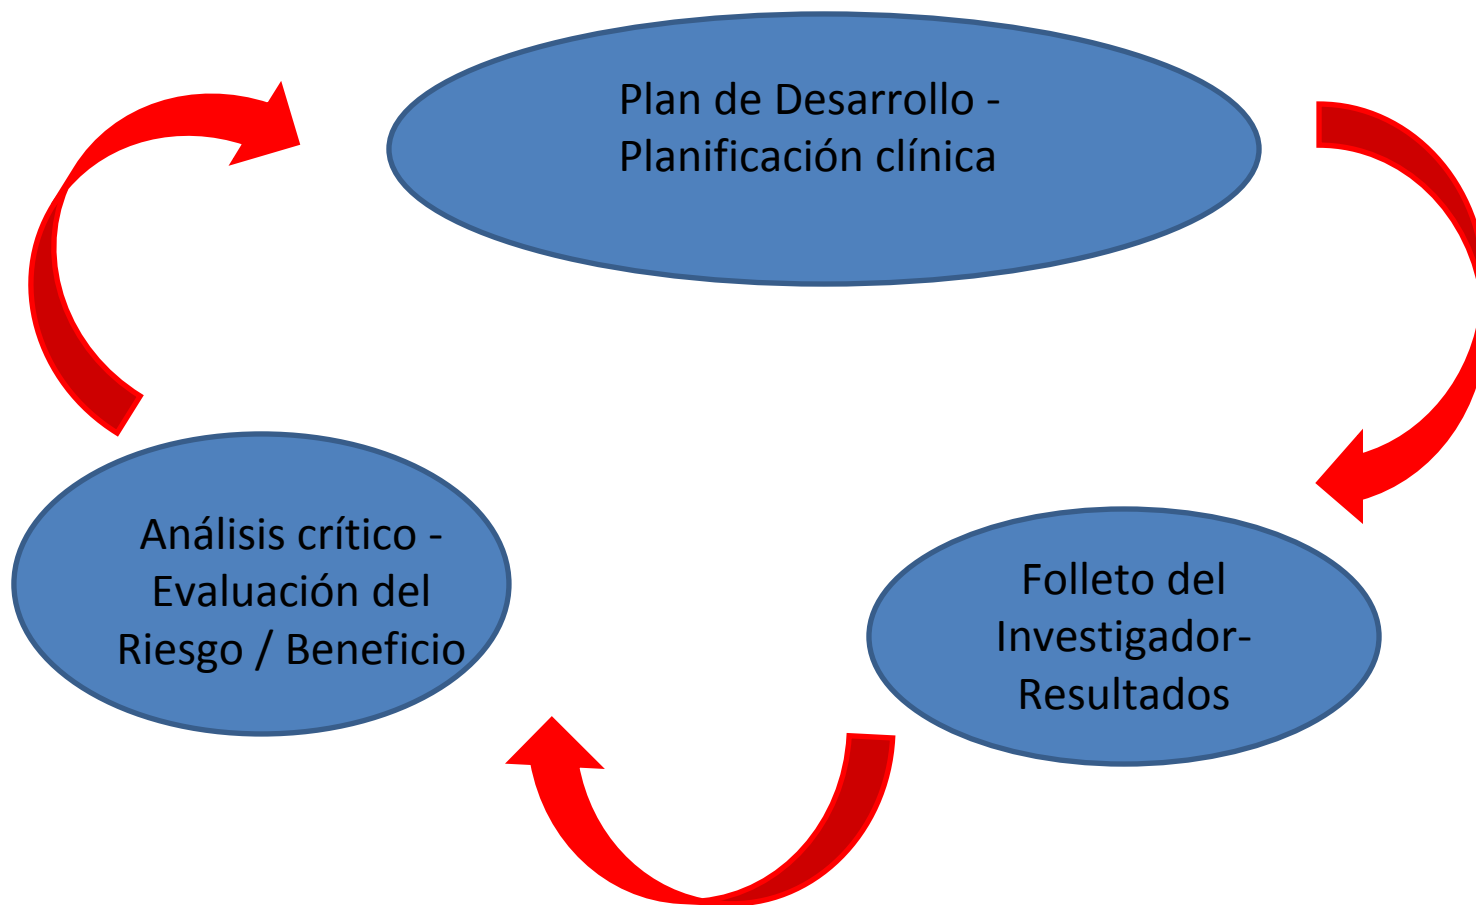 Plan de Desarrollo -
Planificación clínica
Análisis crítico -
Evaluación del
Riesgo / Beneficio
Folleto del
Investigador-
Resultados